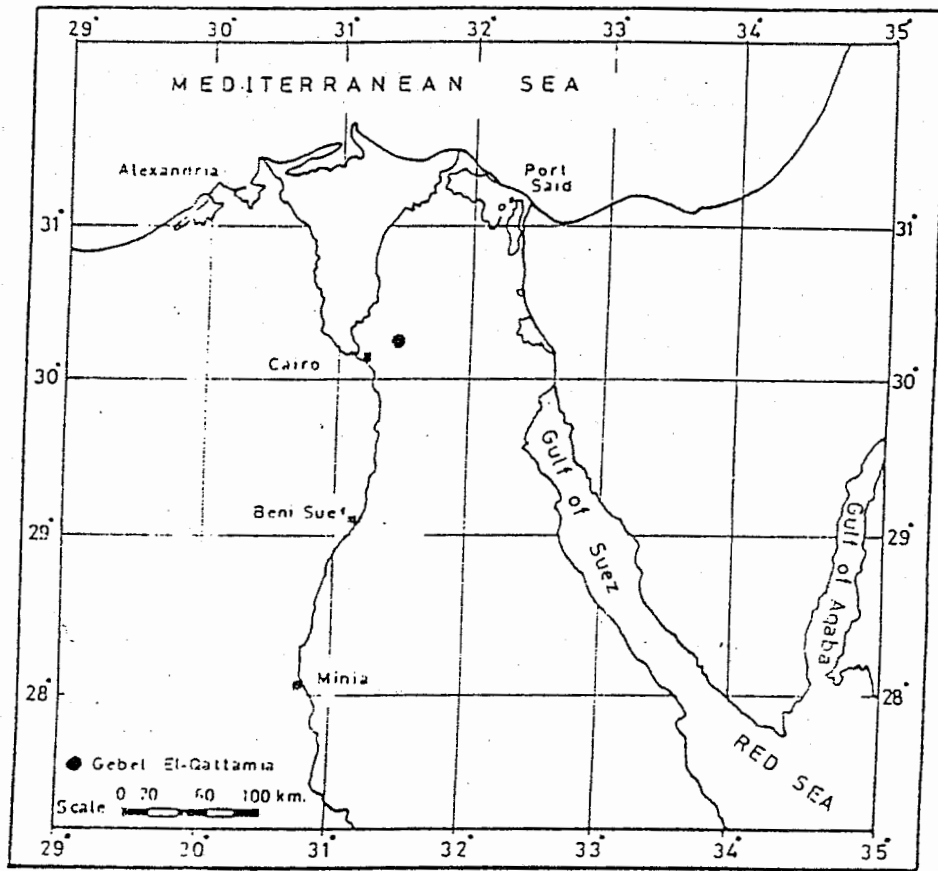 29° 30° 31° 32° 33° 34° 35°
MEDITERRANEAN SEA
Alexandria
Port
Said
31° 31°
Cairo
30° 30°
Gulf of
Suez
Gulf of Aqaba
Beni Suef
29° 29°
Minia
28° 28°
RED SEA
Gebel El-Qattamia
Scale 0 20 60 100 km.
29° 30° 31° 32° 33° 34° 35°